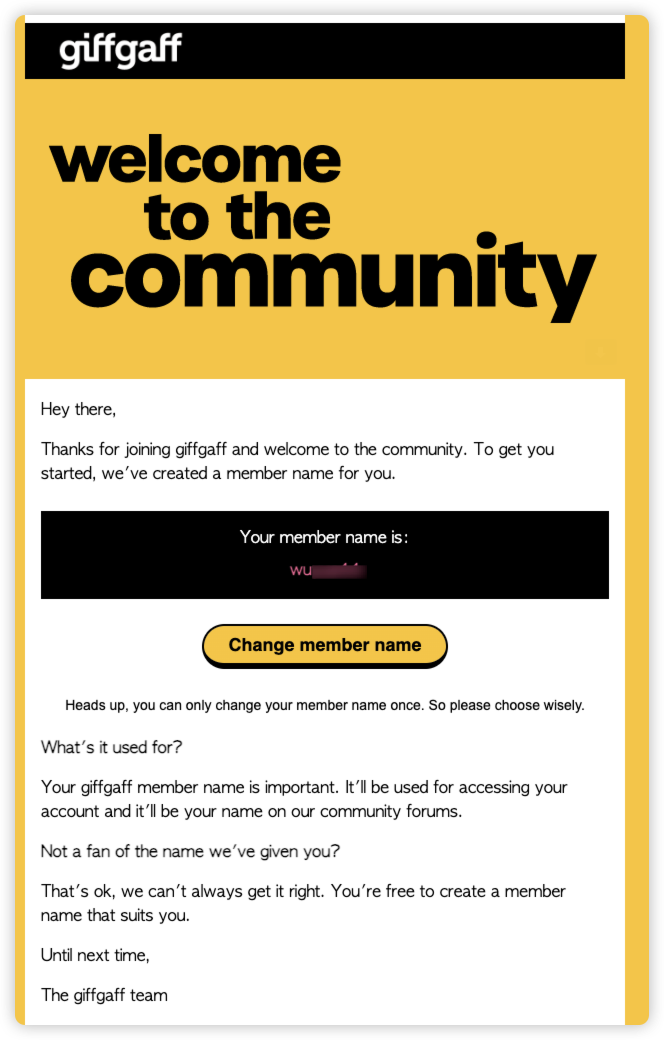 giffgaff
welcome
to the
community
Hey there,
Thanks for joining giffgaff and welcome to the community. To get you
started, we've created a member name for you.
Your member name is:
wu
Change member name
Heads up, you can only change your member name once. So please choose wisely.
What's it used for?
Your giffgaff member name is important. It'll be used for accessing your
account and it'll be your name on our community forums.
Not a fan of the name we've given you?
That's ok, we can't always get it right. You're free to create a member
name that suits you.
Until next time,
The giffgaff team